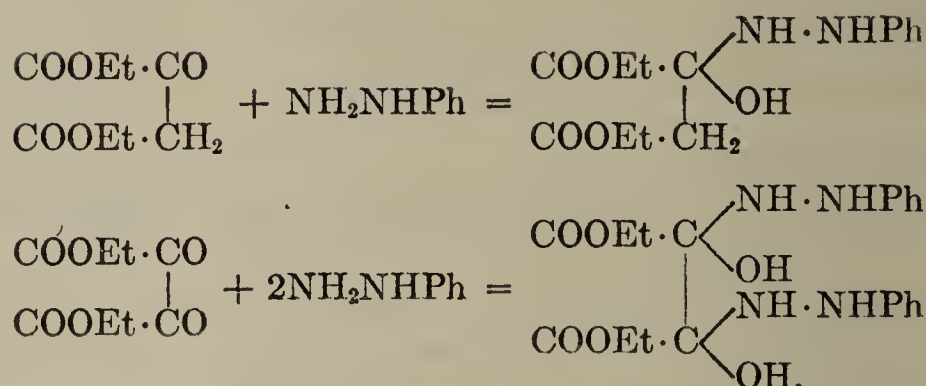 NH·NHPh
COOEt·CO COOEt·C
+ NH₂NHPh = OH
COOEt·CH₂ COOEt·CH₂
NH·NHPh
COOEt·CO COOEt·C
OH
+ 2NH₂NHPh =
COOEt·CO NH·NHPh
COOEt·C
OH.